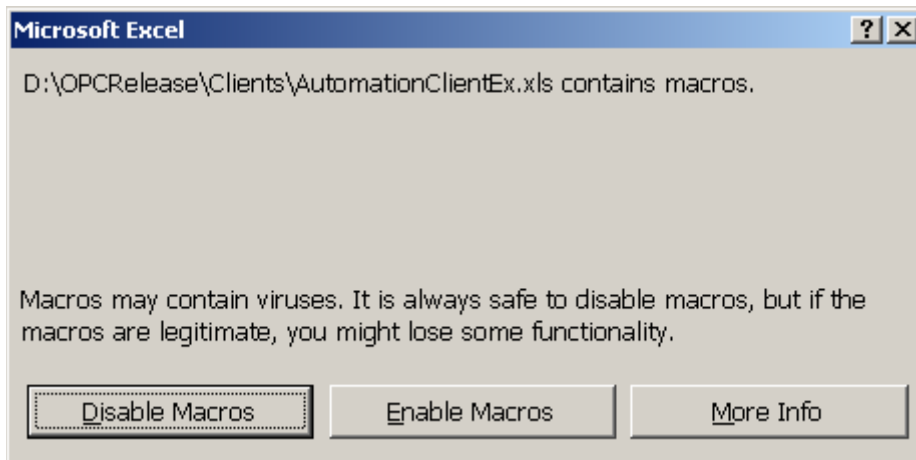 Microsoft Excel
D:\OPCRelease\Clients\AutomationClientEx.xls contains macros.
Macros may contain viruses. It is always safe to disable macros, but if the
macros are legitimate, you might lose some functionality.
Disable Macros Enable Macros More Info